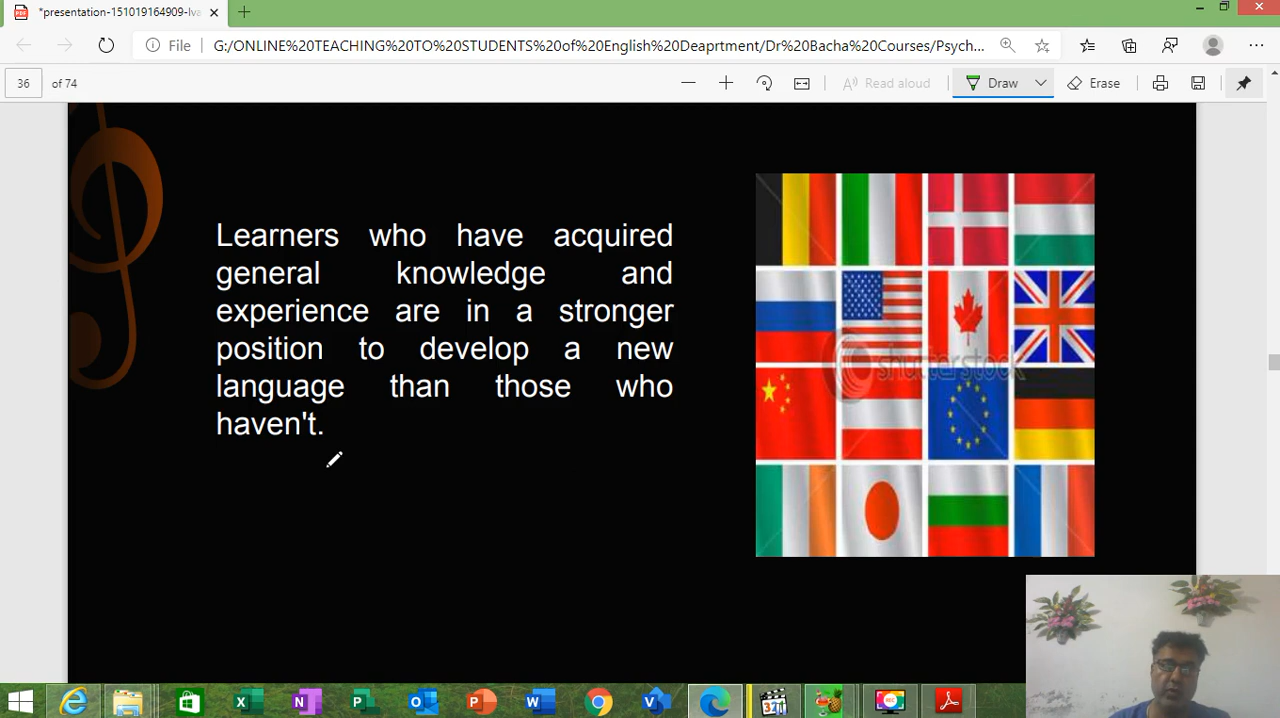 *presentation-151019164909-lva
File
G:/ONLINE%20TEACHING%20TO%20STUDENTS%20of%20English%20Deaprtment/Dr%20Bacha%20Courses/Psych...
36 of 74
Read aloud
Draw
Erase
Learners who have acquired
general knowledge and
experience are in a stronger
position to develop a new
language than those who
haven't.
shutterstock